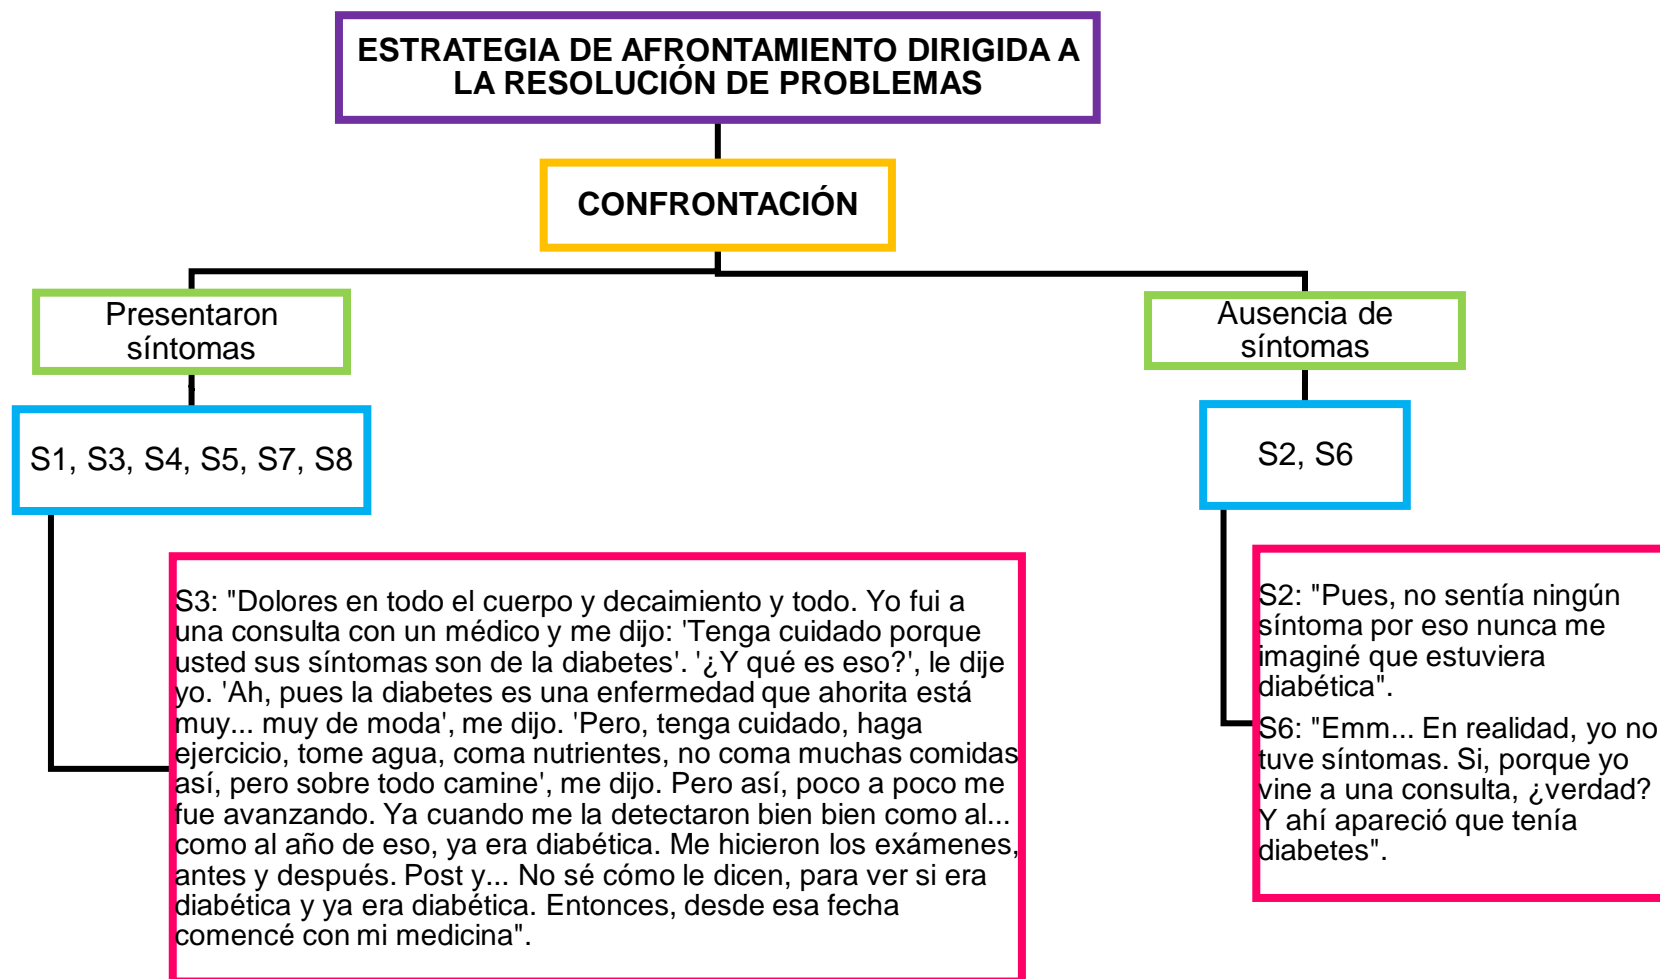 ESTRATEGIA DE AFRONTAMIENTO DIRIGIDA A
LA RESOLUCIÓN DE PROBLEMAS
CONFRONTACIÓN
Presentaron
síntomas
Ausencia de
síntomas
S1, S3, S4, S5, S7, S8
S2, S6
S3: "Dolores en todo el cuerpo y decaimiento y todo. Yo fui a
una consulta con un médico y me dijo: 'Tenga cuidado porque
usted sus síntomas son de la diabetes'. '¿Y qué es eso?', le dije
yo. 'Ah, pues la diabetes es una enfermedad que ahorita está
muy... muy de moda', me dijo. 'Pero, tenga cuidado, haga
ejercicio, tome agua, coma nutrientes, no coma muchas comidas
así, pero sobre todo camine', me dijo. Pero así, poco a poco me
fue avanzando. Ya cuando me la detectaron bien bien como al...
como al año de eso, ya era diabética. Me hicieron los exámenes,
antes y después. Post y... No sé cómo le dicen, para ver si era
diabética y ya era diabética. Entonces, desde esa fecha
comencé con mi medicina".
S2: "Pues, no sentía ningún
síntoma por eso nunca me
imaginé que estuviera
diabética".
S6: "Emm... En realidad, yo no
tuve síntomas. Si, porque yo
vine a una consulta, ¿verdad?
Y ahí apareció que tenía
diabetes".